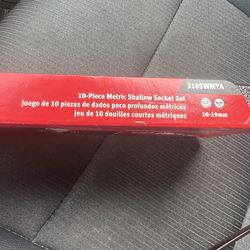 310SWMYA
10-Piece Metric Shallow Socket Set
Juego de 10 piezas de dados poco profundos métricos
Jeu de 10 douilles courtes métriques
10-19mm